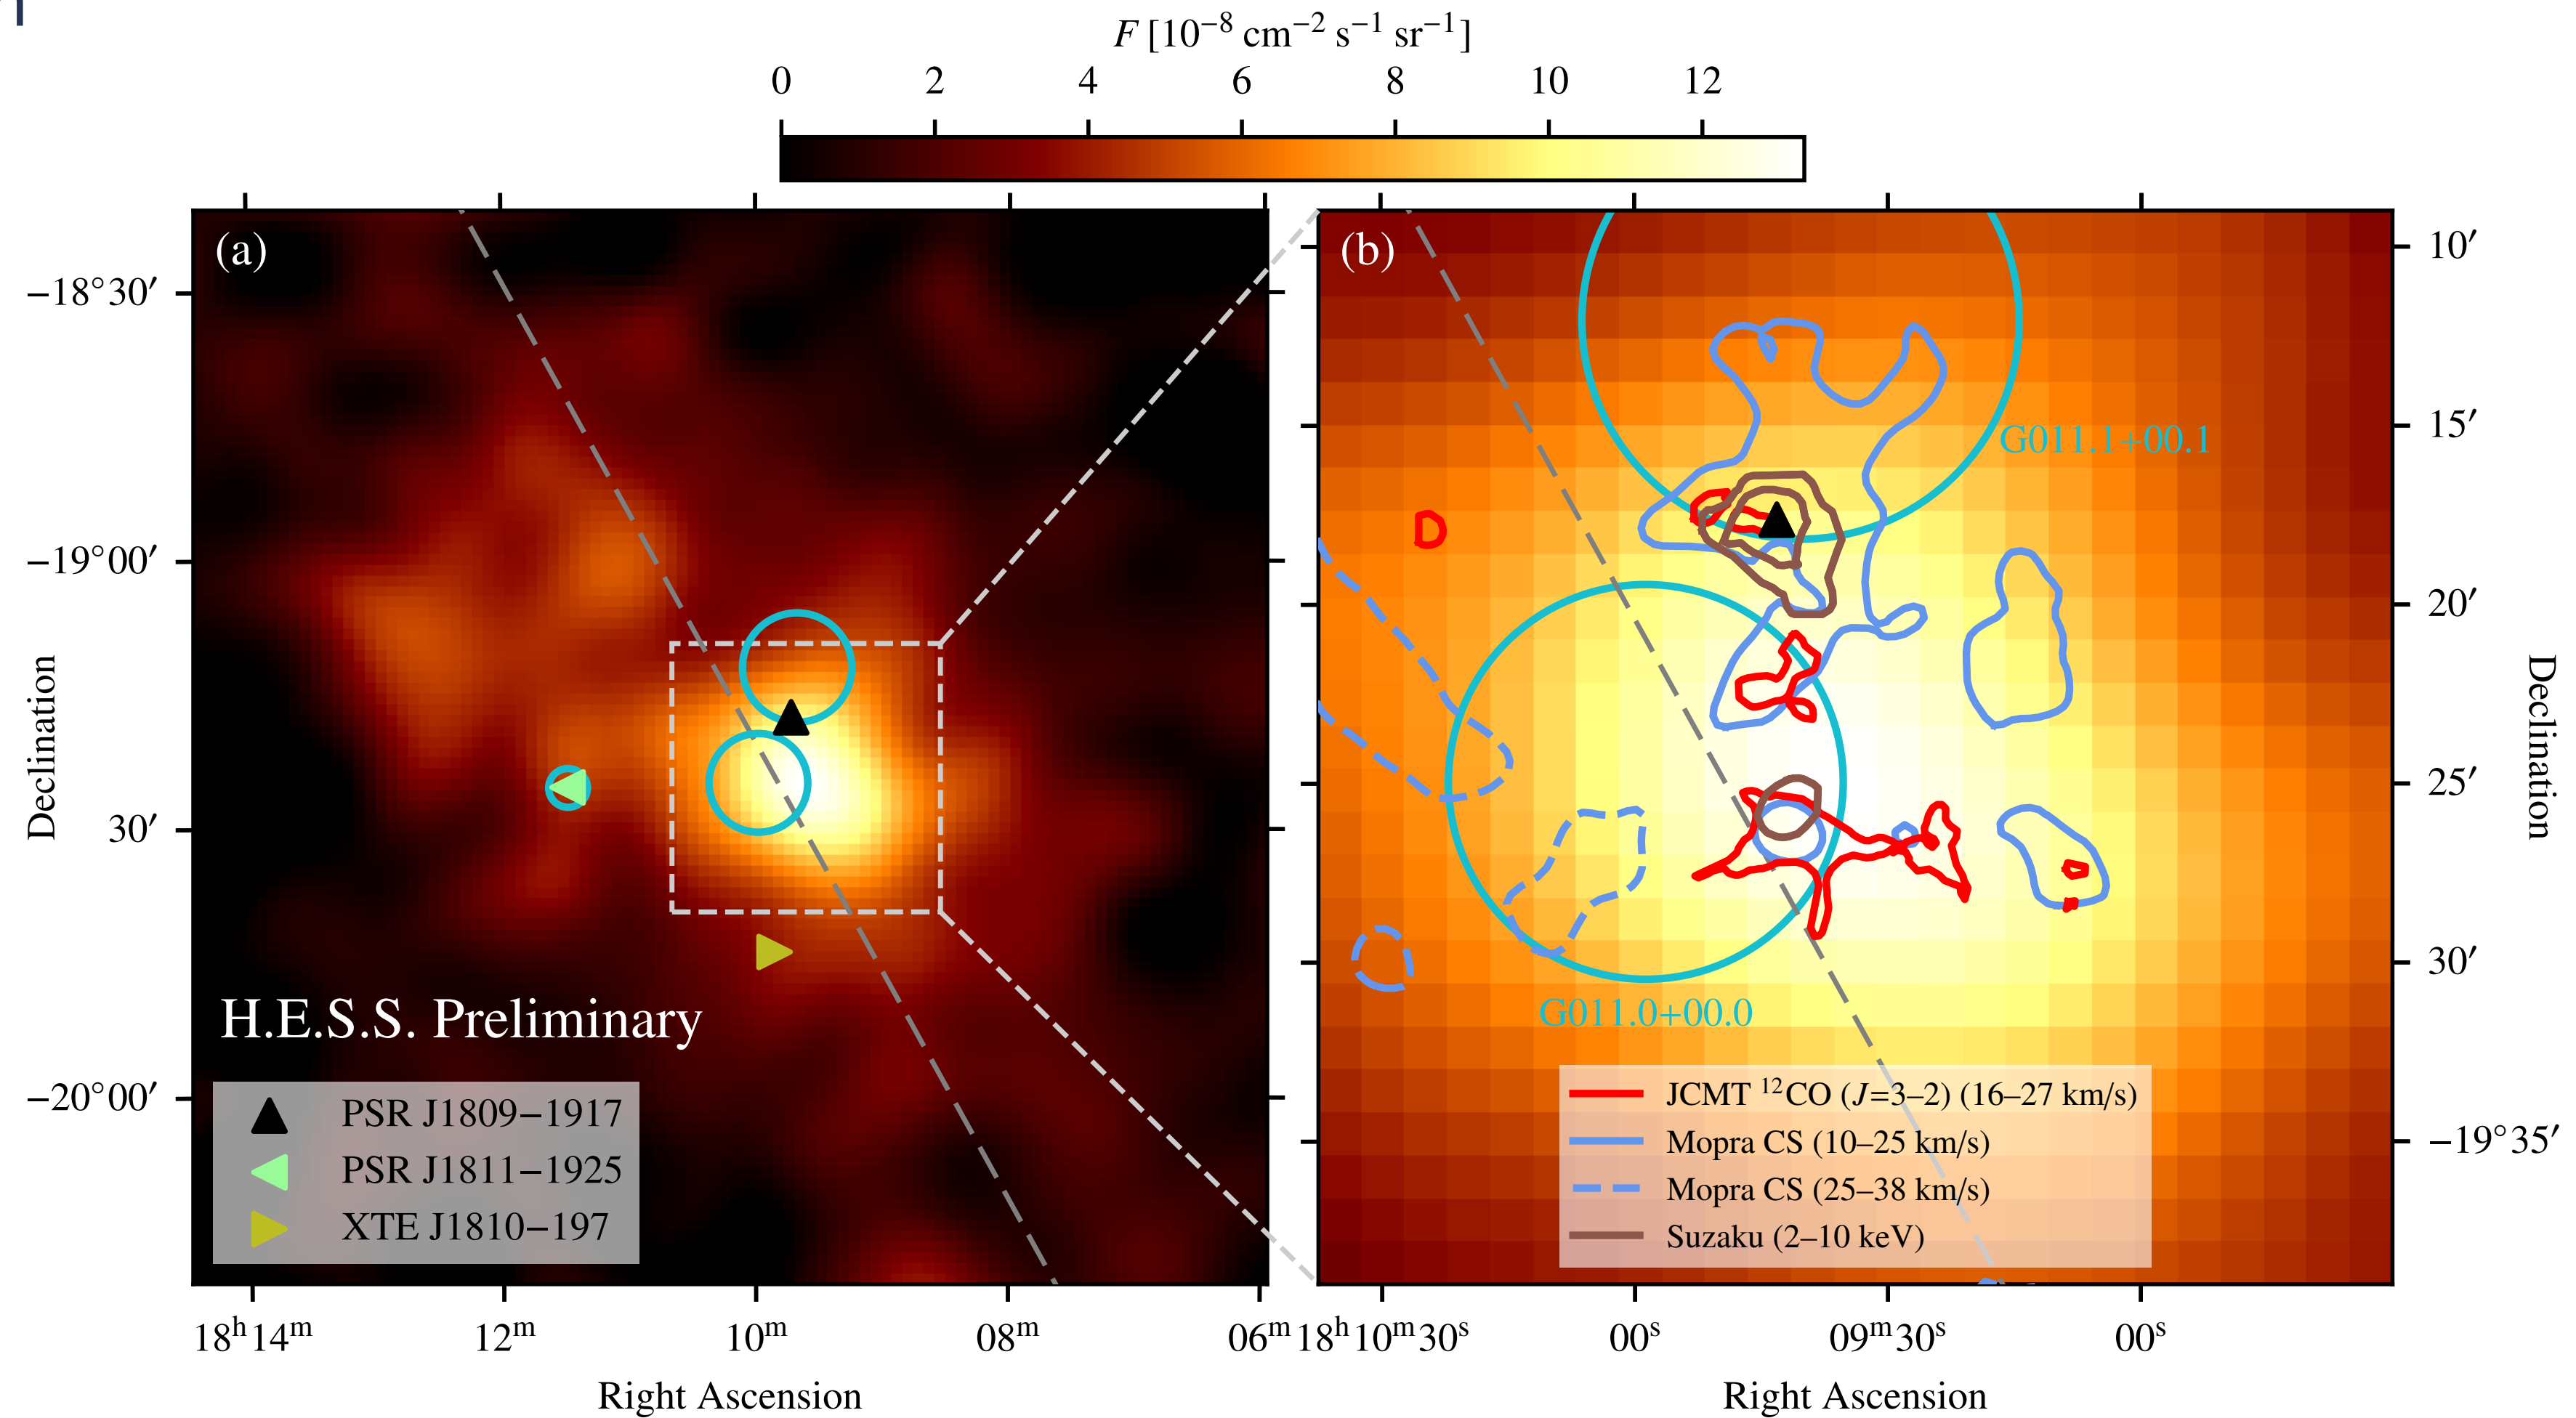 F [10⁻⁸ cm⁻² s⁻¹ sr⁻¹]
0 2 4 6 8 10 12
(a)
−18°30′
−19°00′
30′
−20°00′
Declination
H.E.S.S. Preliminary
PSR J1809−1917
PSR J1811−1925
XTE J1810−197
18ʰ14ᵐ 12ᵐ 10ᵐ 08ᵐ 06ᵐ
Right Ascension
(b)
G011.1+00.1
G011.0+00.0
JCMT ¹²CO (J=3–2) (16–27 km/s)
Mopra CS (10–25 km/s)
Mopra CS (25–38 km/s)
Suzaku (2–10 keV)
10′
15′
20′
25′
30′
−19°35′
Declination
18ʰ10ᵐ30ˢ 00ˢ 09ᵐ30ˢ 00ˢ
Right Ascension